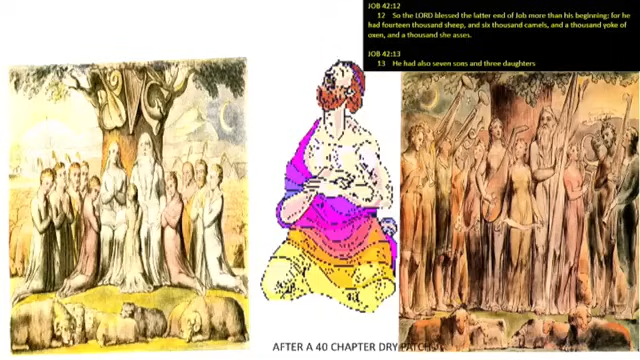 JOB 42:12
12 So the LORD blessed the latter end of Job more than his beginning: for he
had fourteen thousand sheep, and six thousand camels, and a thousand yoke of
oxen, and a thousand she asses.
JOB 42:13
13 He had also seven sons and three daughters
AFTER A 40 CHAPTER DRY PATCH